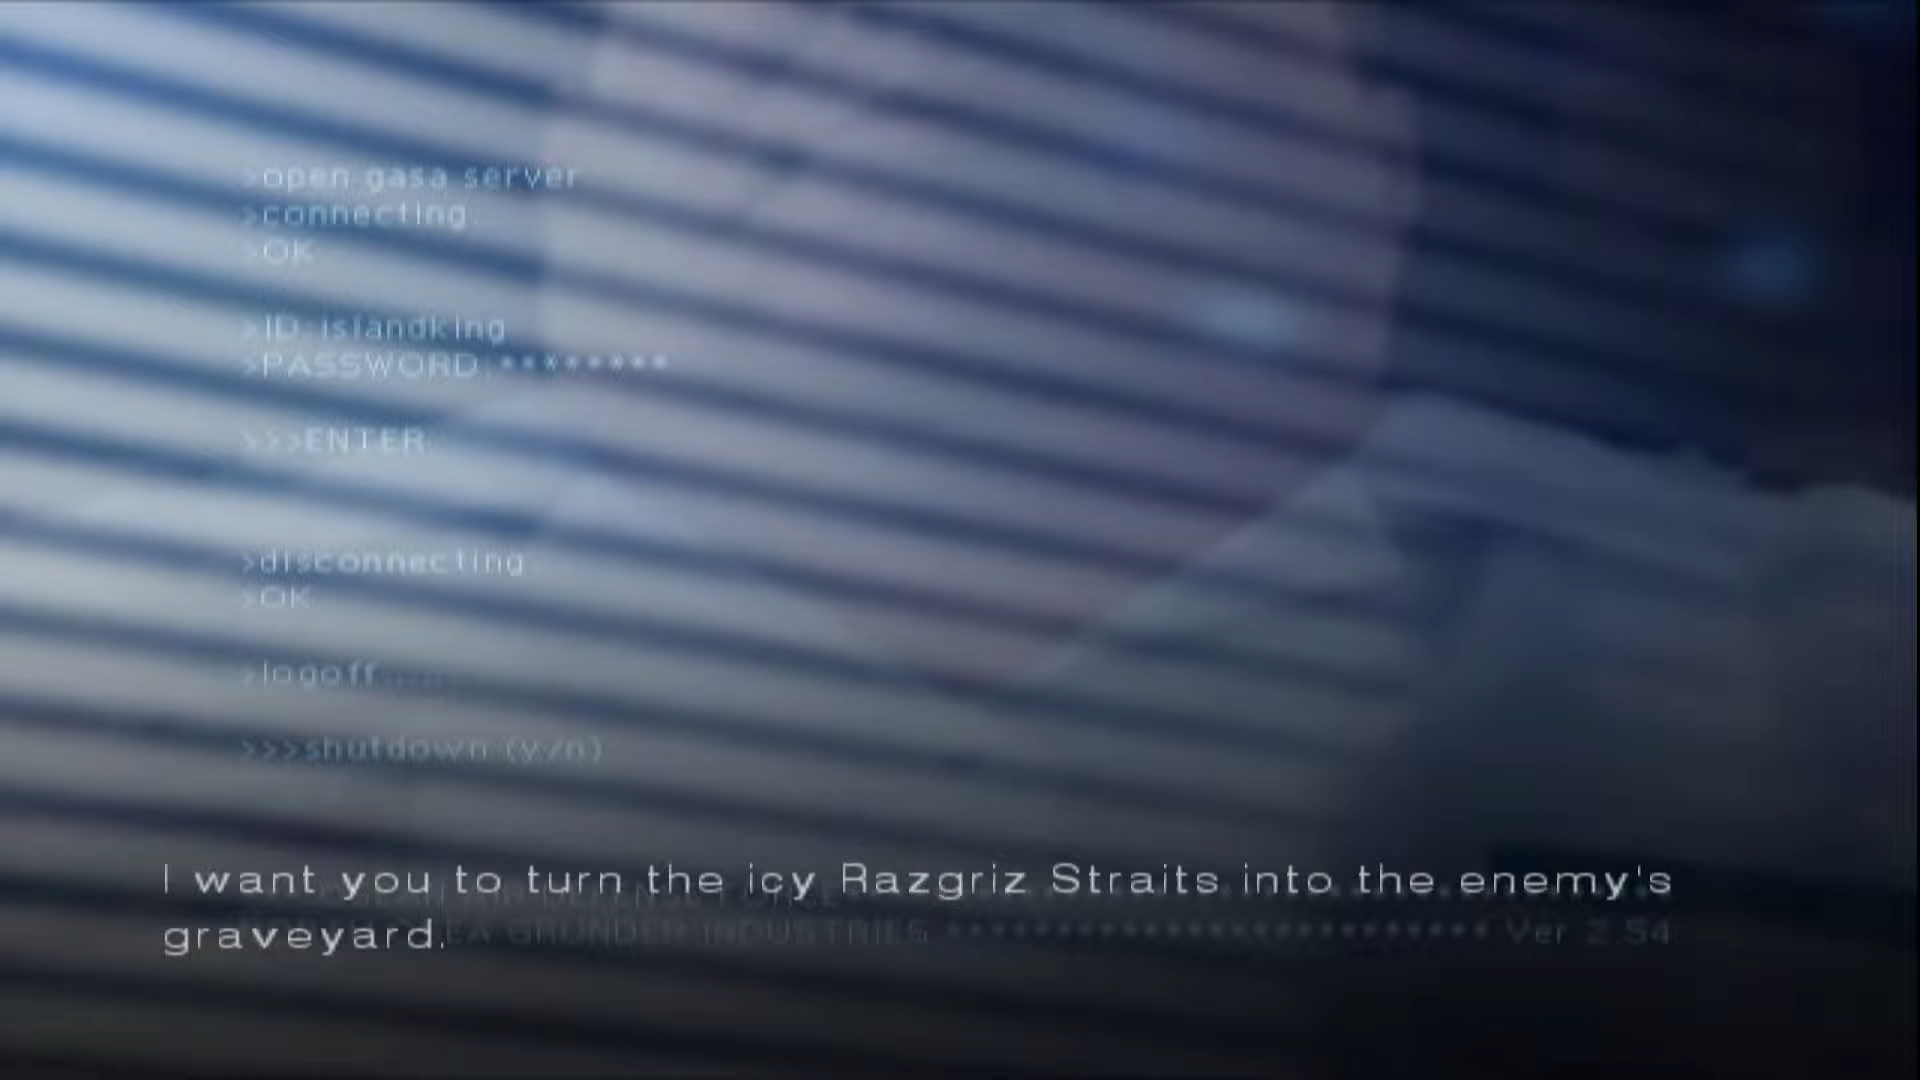 >open gasa server
>connecting
>OK
>ID:islandking
>PASSWORD:********
>>>ENTER
>disconnecting
>OK
>logoff......
>>>shutdown (y/n)
I want you to turn the icy Razgriz Straits into the enemy's
graveyard.
GRUNDER INDUSTRIES Ver 2.54